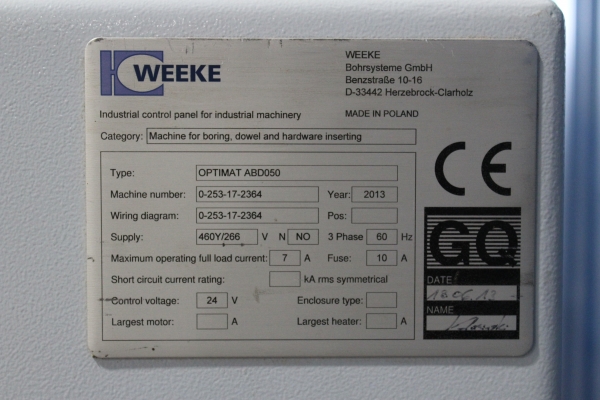 WEEKE
WEEKE
Bohrsysteme GmbH
Benzstraße 10-16
D-33442 Herzebrock-Clarholz
Industrial control panel for industrial machinery
MADE IN POLAND
Category: Machine for boring, dowel and hardware inserting
Type: OPTIMAT ABD050
Machine number: 0-253-17-2364 Year: 2013
Wiring diagram: 0-253-17-2364 Pos:
Supply: 460Y/266 V N NO 3 Phase 60 Hz
Maximum operating full load current: 7 A Fuse: 10 A
Short circuit current rating: kA rms symmetrical
Control voltage: 24 V Enclosure type:
Largest motor: A Largest heater: A
CE
GQ
DATE
18.06.13
NAME